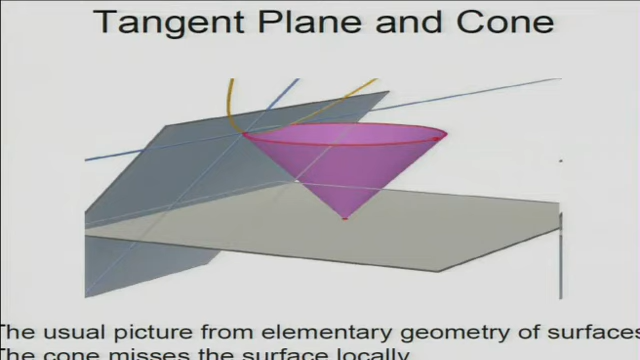 Tangent Plane and Cone
The usual picture from elementary geometry of surfaces
The cone misses the surface locally